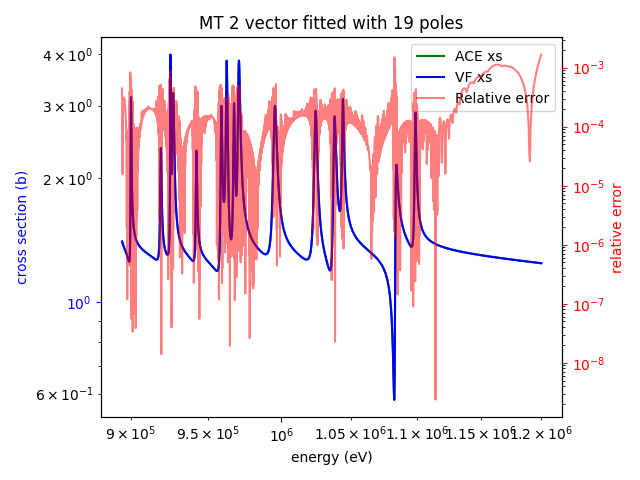 MT 2 vector fitted with 19 poles
ACE xs
VF xs
Relative error
4 × 10⁰
3 × 10⁰
2 × 10⁰
10⁰
6 × 10⁻¹
cross section (b)
10⁻³
10⁻⁴
10⁻⁵
10⁻⁶
10⁻⁷
10⁻⁸
relative error
9 × 10⁵ 9.5 × 10⁵ 10⁶ 1.05 × 10⁶ 1.1 × 10⁶ 1.15 × 10⁶ 1.2 × 10⁶
energy (eV)